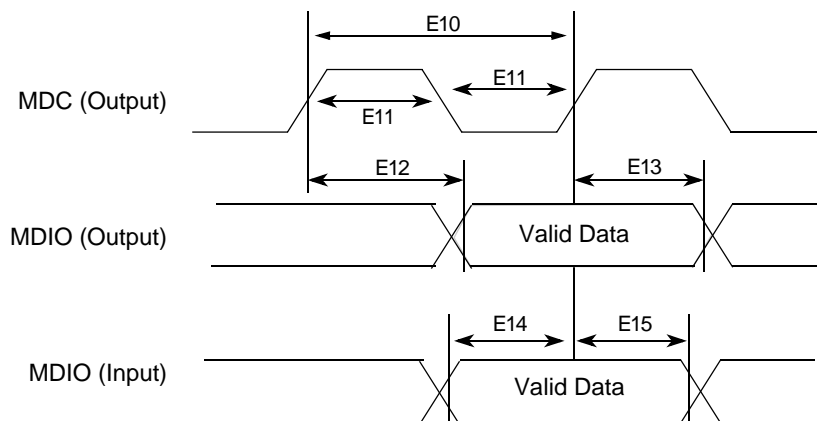 E10
MDC (Output)
E11
E11
E12
E13
MDIO (Output)
Valid Data
E14
E15
MDIO (Input)
Valid Data